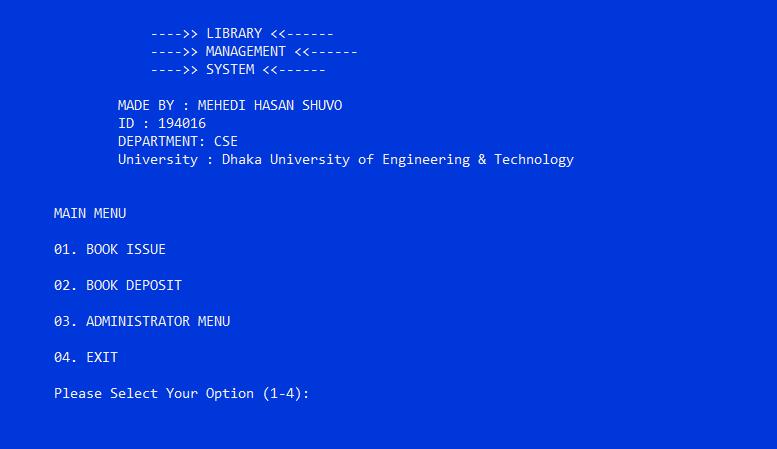 ---->> LIBRARY <<------
---->> MANAGEMENT <<------
---->> SYSTEM <<------
MADE BY : MEHEDI HASAN SHUVO
ID : 194016
DEPARTMENT: CSE
University : Dhaka University of Engineering & Technology
MAIN MENU
01. BOOK ISSUE
02. BOOK DEPOSIT
03. ADMINISTRATOR MENU
04. EXIT
Please Select Your Option (1-4):